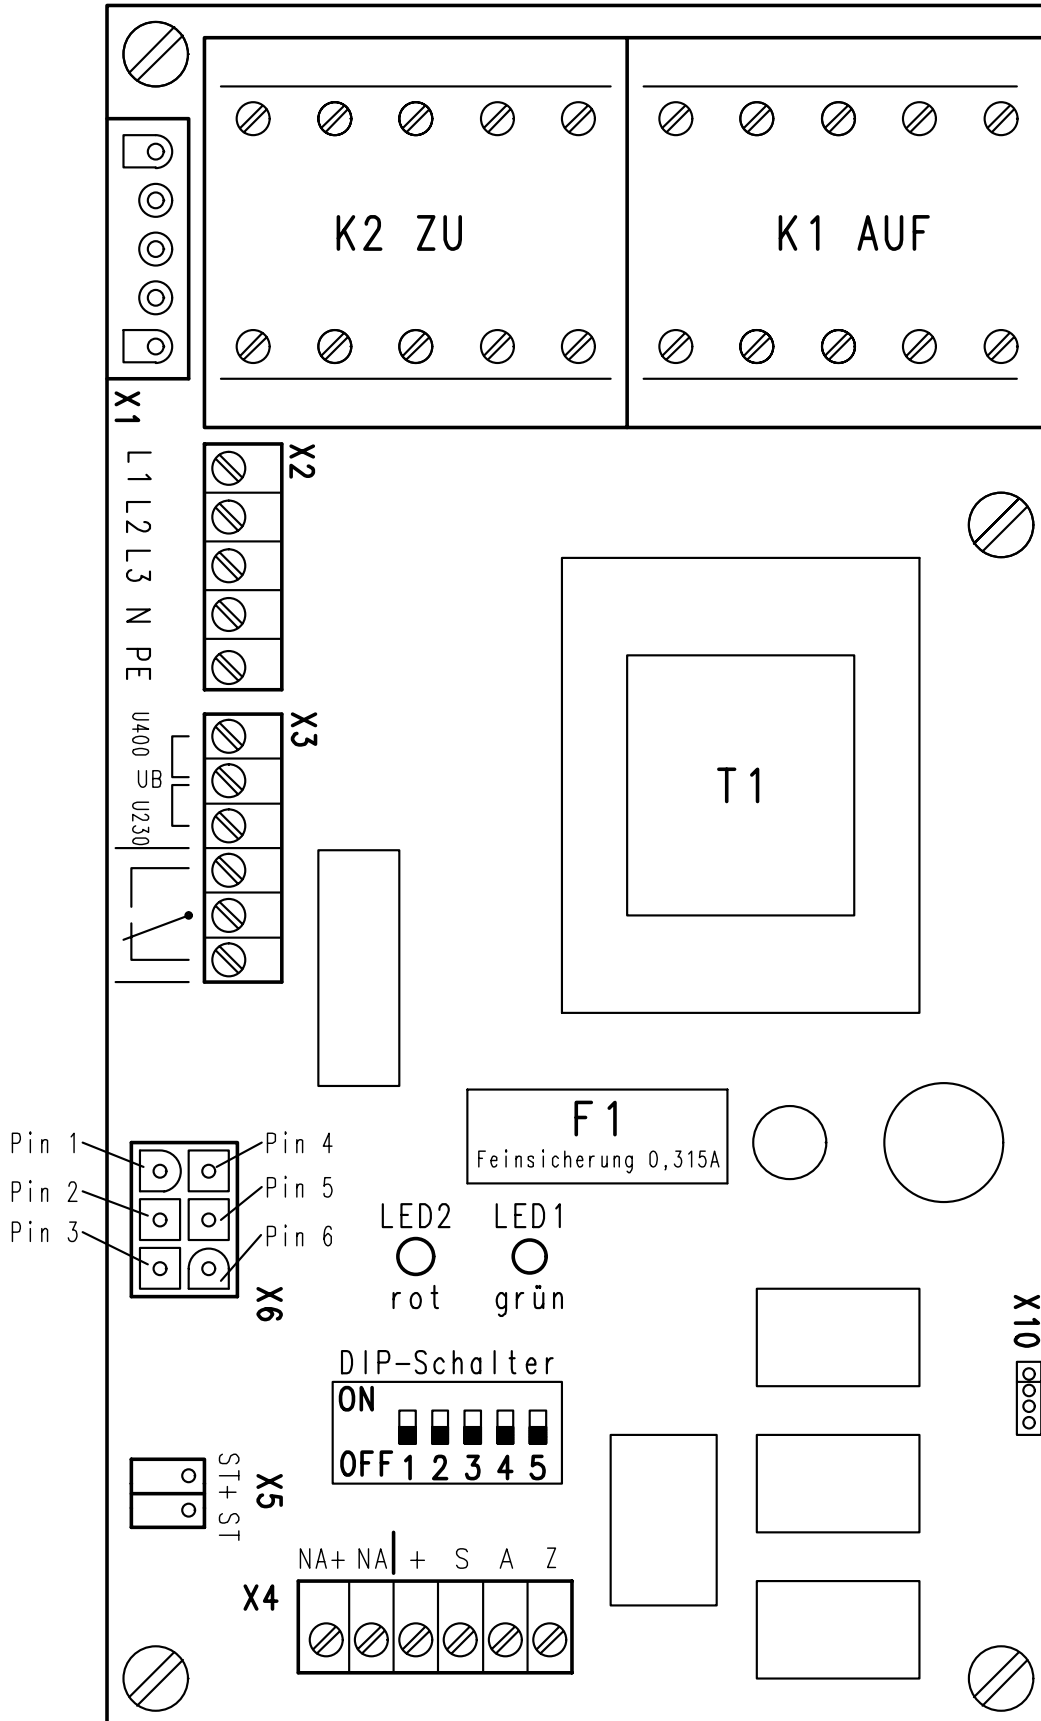 K2 ZU
K1 AUF
X1
L1 L2 L3 N PE
X2
X3
U400
UB
U230
T1
F1
Feinsicherung 0,315A
Pin 1
Pin 2
Pin 3
Pin 4
Pin 5
Pin 6
X6
LED2
LED1
rot
grün
X10
DIP-Schalter
ON
OFF 1 2 3 4 5
ST+ ST
X5
NA+ NA + S A Z
X4